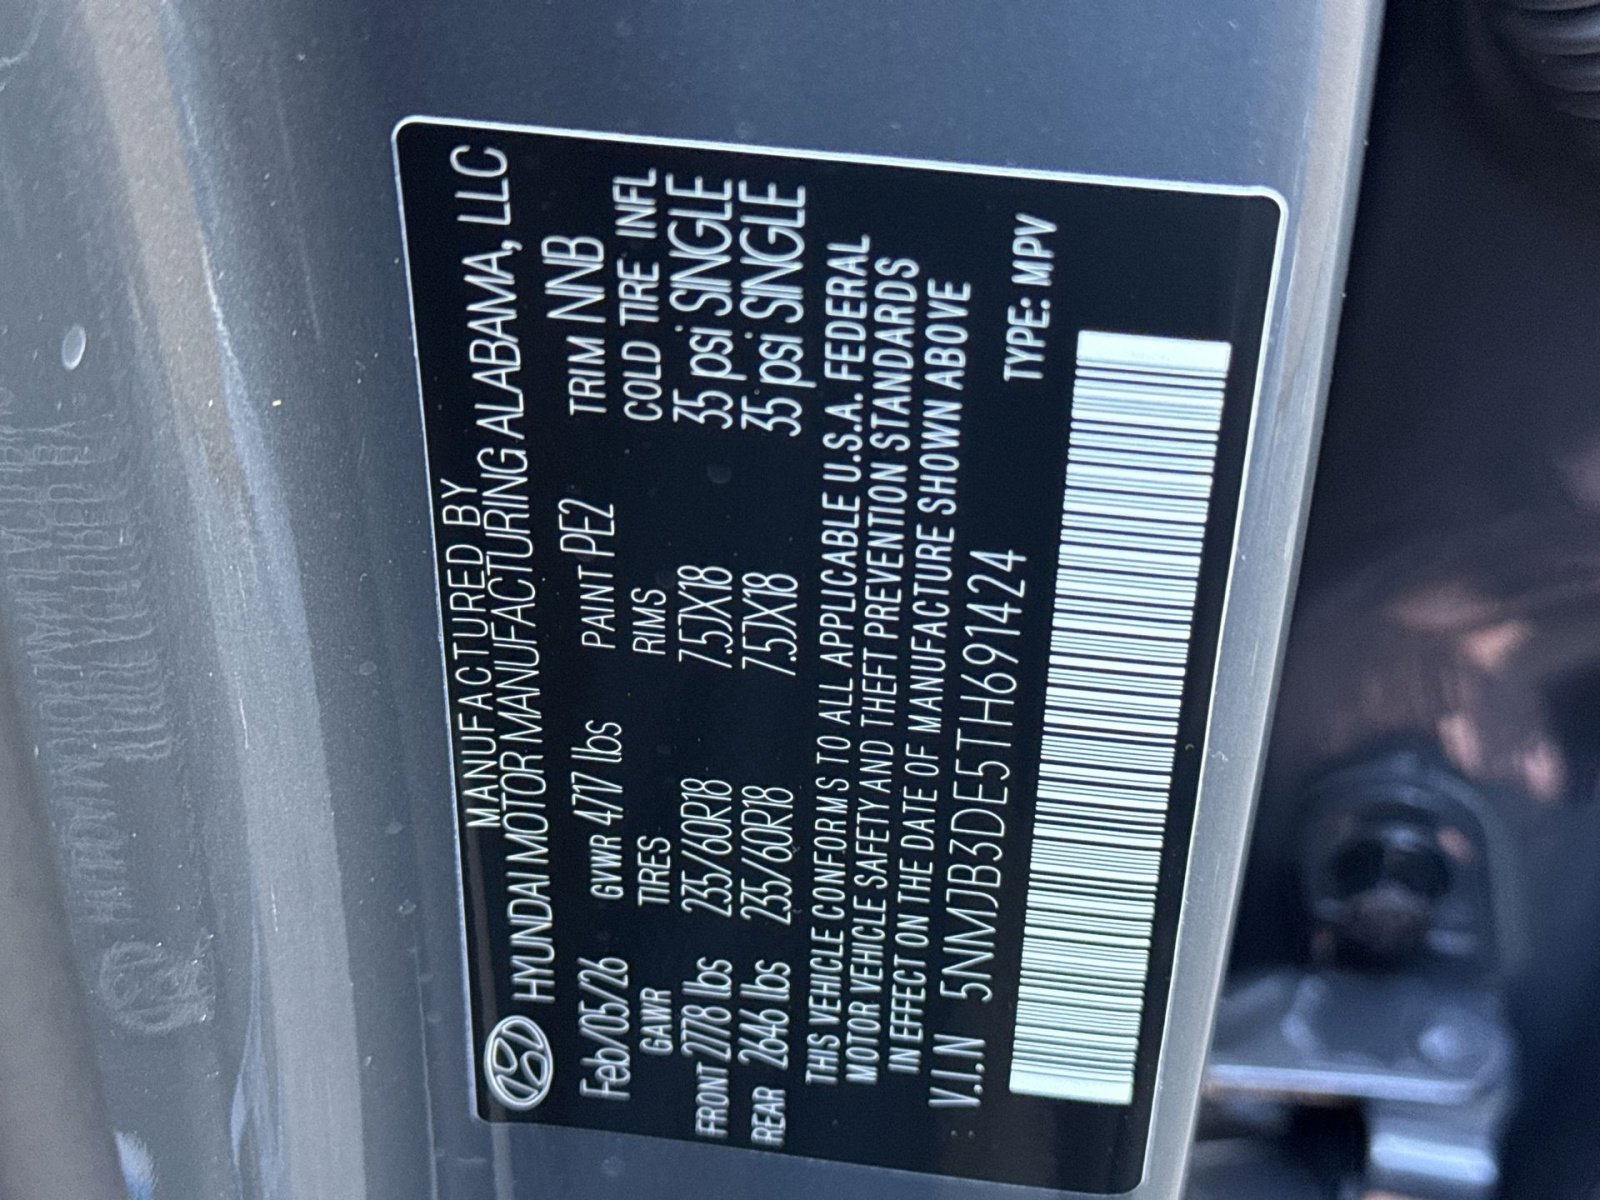 MANUFACTURED BY
HYUNDAI MOTOR MANUFACTURING ALABAMA, LLC
Feb/05/26 GVWR 4717 lbs PAINT PE2 TRIM NNB
GAWR TIRES RIMS COLD TIRE INFL
FRONT 2778 lbs 235/60R18 7.5JX18 35 psi SINGLE
REAR 2646 lbs 235/60R18 7.5JX18 35 psi SINGLE
THIS VEHICLE CONFORMS TO ALL APPLICABLE U.S.A. FEDERAL
MOTOR VEHICLE SAFETY AND THEFT PREVENTION STANDARDS
IN EFFECT ON THE DATE OF MANUFACTURE SHOWN ABOVE
V.I.N 5NMJB3DE5TH691424 TYPE: MPV